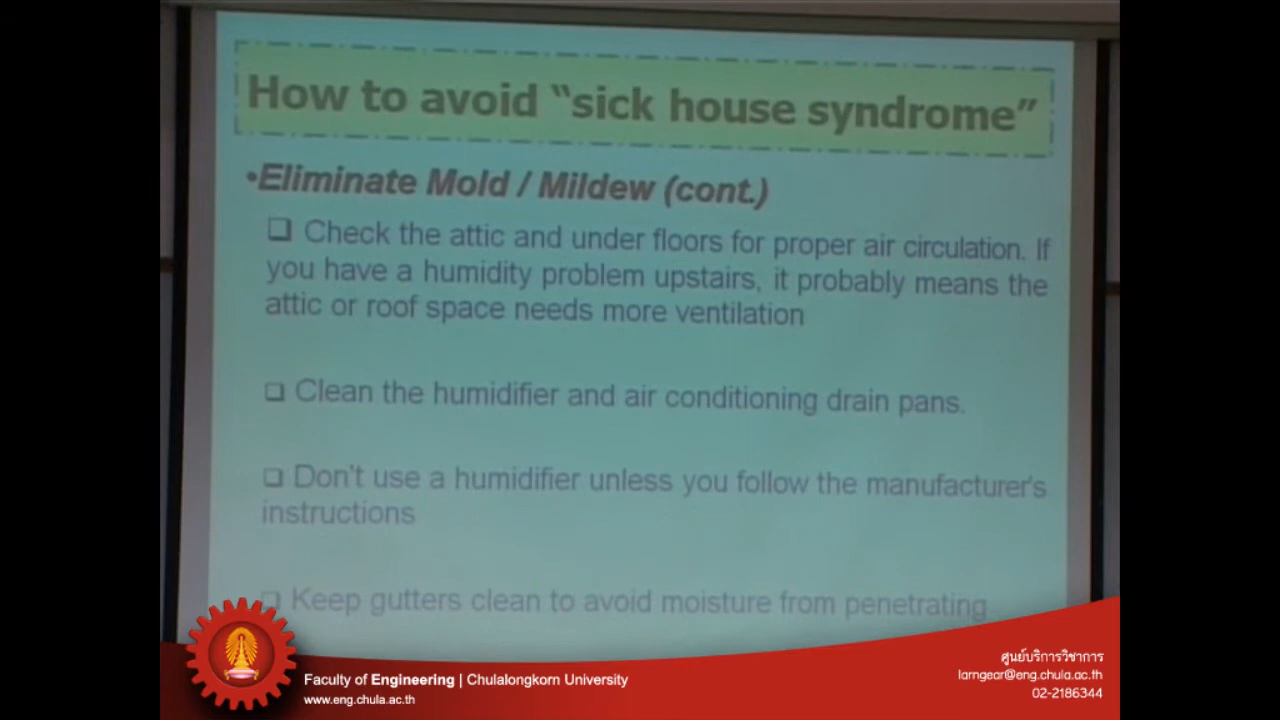 How to avoid “sick house syndrome”
•Eliminate Mold / Mildew (cont.)
❑ Check the attic and under floors for proper air circulation. If
you have a humidity problem upstairs, it probably means the
attic or roof space needs more ventilation
❑ Clean the humidifier and air conditioning drain pans.
❑ Don't use a humidifier unless you follow the manufacturer's
instructions
❑ Keep gutters clean to avoid moisture from penetrating
Faculty of Engineering | Chulalongkorn University
www.eng.chula.ac.th
ศูนย์บริการวิชาการ
larngear@eng.chula.ac.th
02-2186344